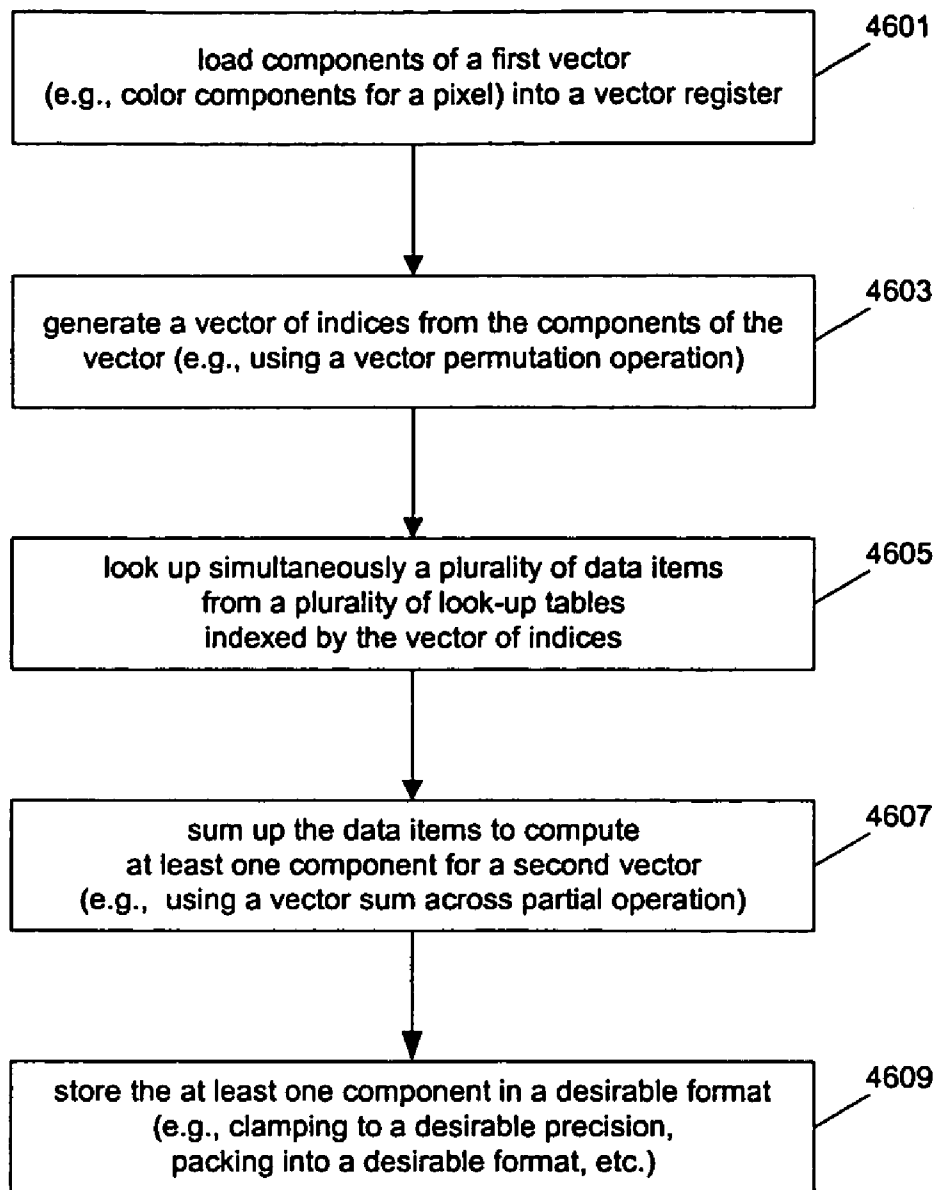 4601
load components of a first vector
(e.g., color components for a pixel) into a vector register
4603
generate a vector of indices from the components of the
vector (e.g., using a vector permutation operation)
4605
look up simultaneously a plurality of data items
from a plurality of look-up tables
indexed by the vector of indices
4607
sum up the data items to compute
at least one component for a second vector
(e.g., using a vector sum across partial operation)
4609
store the at least one component in a desirable format
(e.g., clamping to a desirable precision,
packing into a desirable format, etc.)